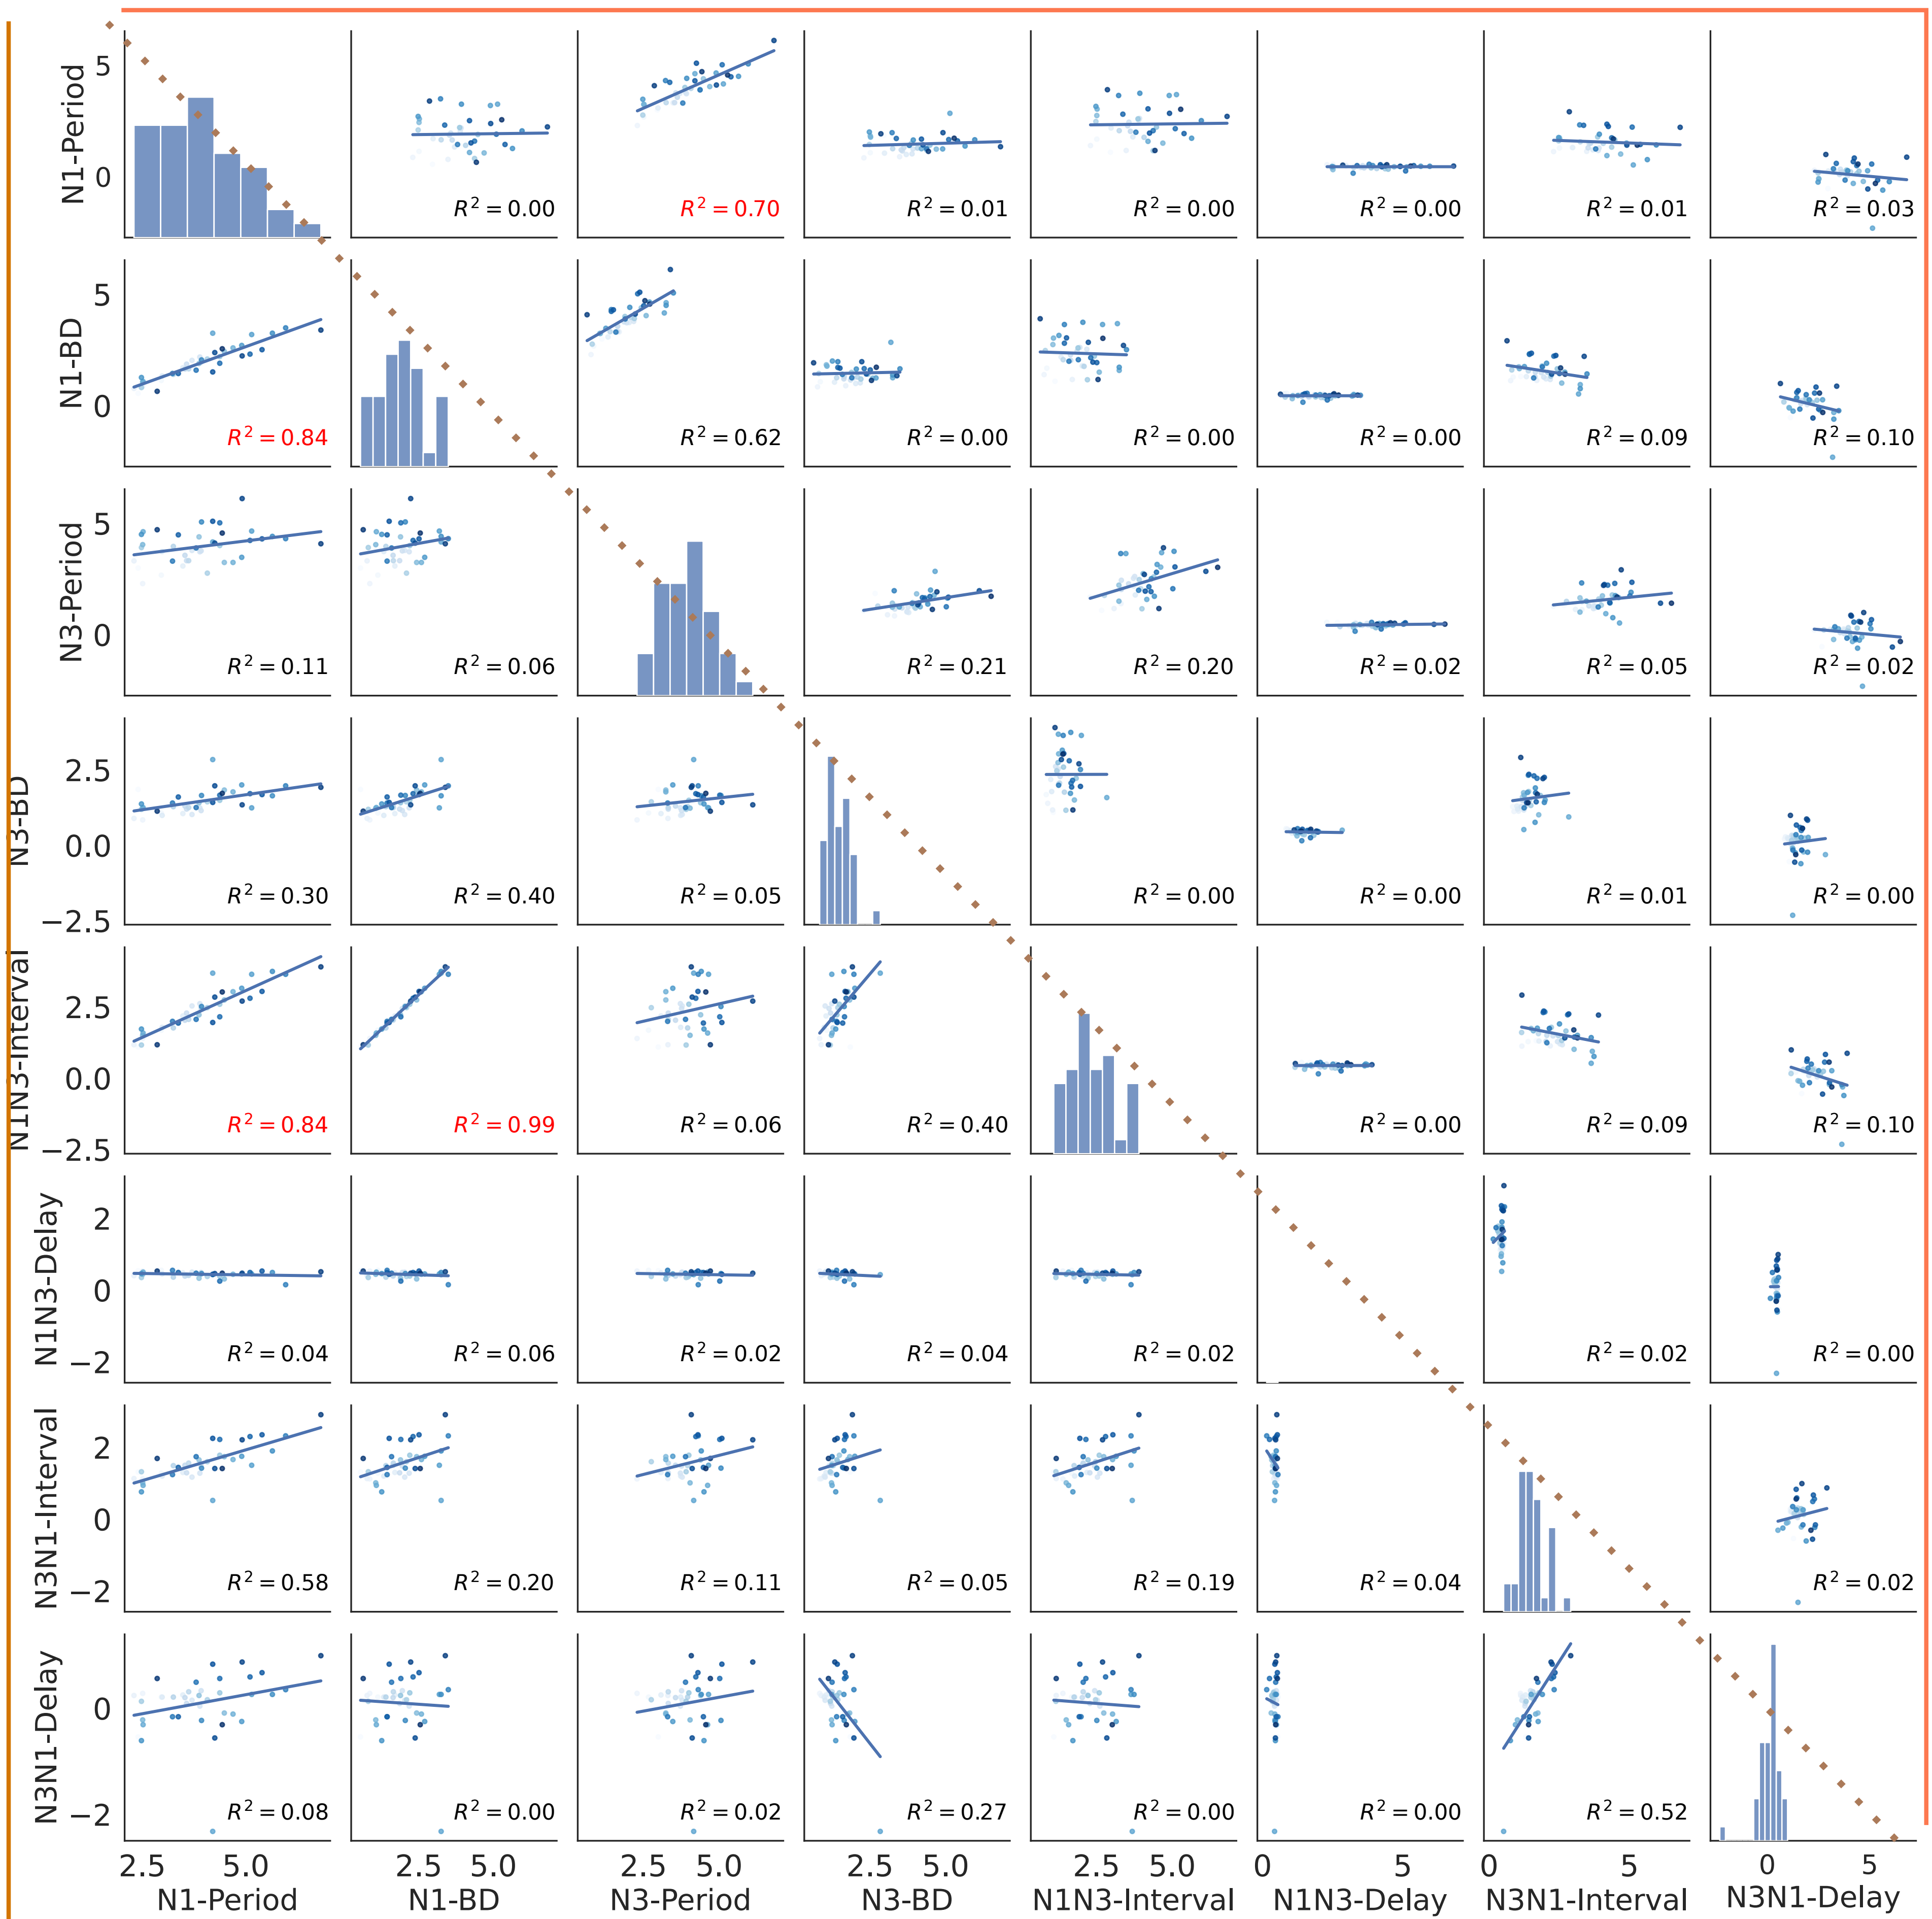 N1-Period
5
0
R² = 0.00
R² = 0.70
R² = 0.01
R² = 0.00
R² = 0.00
R² = 0.01
R² = 0.03
N1-BD
5
0
R² = 0.84
R² = 0.62
R² = 0.00
R² = 0.00
R² = 0.00
R² = 0.09
R² = 0.10
N3-Period
5
0
R² = 0.11
R² = 0.06
R² = 0.21
R² = 0.20
R² = 0.02
R² = 0.05
R² = 0.02
N3-BD
2.5
0.0
−2.5
R² = 0.30
R² = 0.40
R² = 0.05
R² = 0.00
R² = 0.00
R² = 0.01
R² = 0.00
N1N3-Interval
2.5
0.0
−2.5
R² = 0.84
R² = 0.99
R² = 0.06
R² = 0.40
R² = 0.00
R² = 0.09
R² = 0.10
N1N3-Delay
2
0
−2
R² = 0.04
R² = 0.06
R² = 0.02
R² = 0.04
R² = 0.02
R² = 0.02
R² = 0.00
N3N1-Interval
2
0
−2
R² = 0.58
R² = 0.20
R² = 0.11
R² = 0.05
R² = 0.19
R² = 0.04
R² = 0.02
N3N1-Delay
0
−2
R² = 0.08
R² = 0.00
R² = 0.02
R² = 0.27
R² = 0.00
R² = 0.00
R² = 0.52
2.5 5.0
2.5 5.0
2.5 5.0
2.5 5.0
2.5 5.0
0 5
0 5
0 5
N1-Period
N1-BD
N3-Period
N3-BD
N1N3-Interval
N1N3-Delay
N3N1-Interval
N3N1-Delay